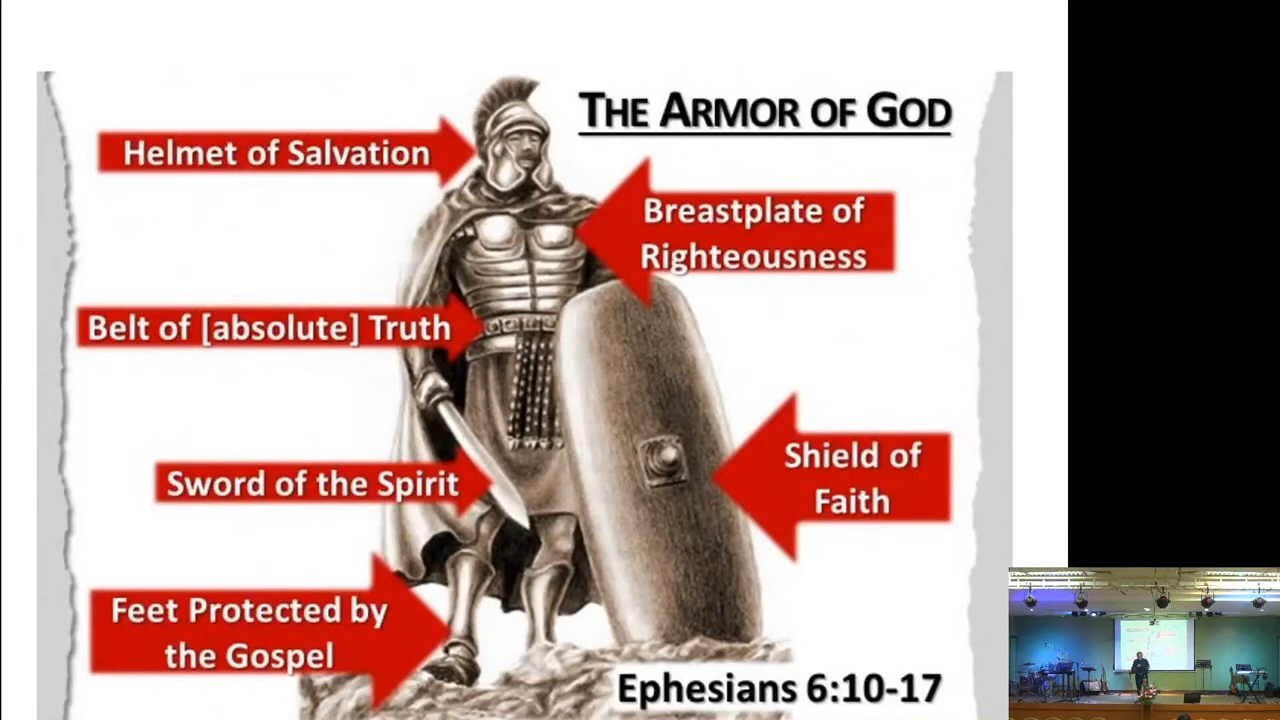 THE ARMOR OF GOD
Helmet of Salvation
Breastplate of
Righteousness
Belt of [absolute] Truth
Shield of
Faith
Sword of the Spirit
Feet Protected by
the Gospel
Ephesians 6:10-17